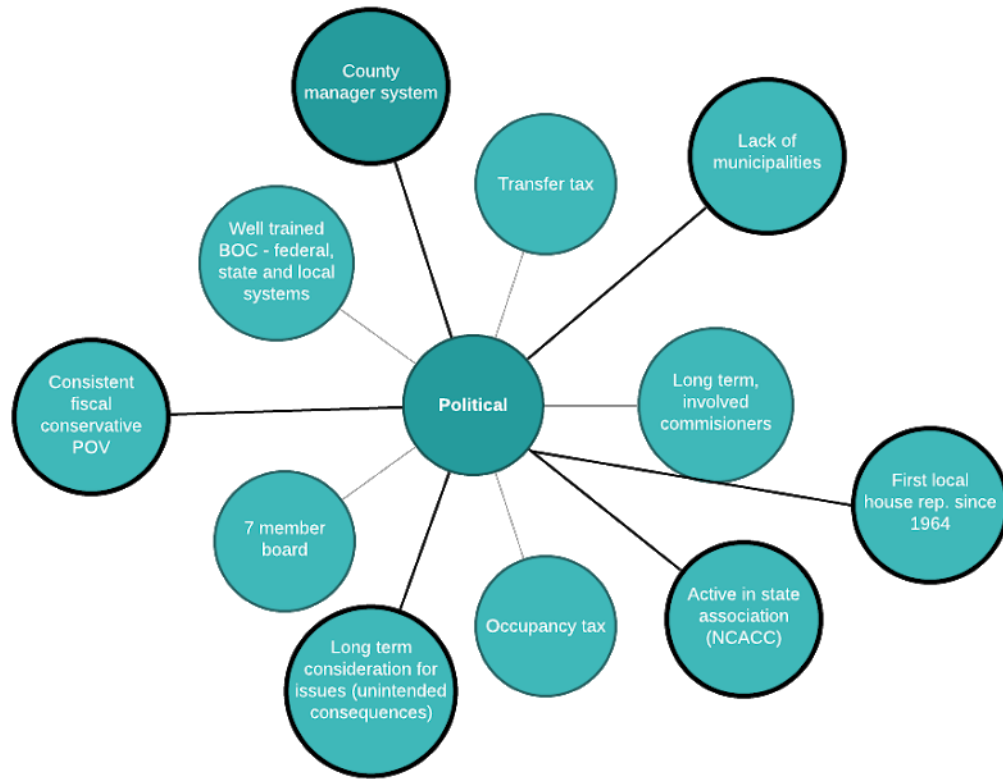 County
manager system
Lack of
municipalities
Transfer tax
Well trained
BOC - federal,
state and local
systems
Consistent
fiscal
conservative
POV
Political
Long term,
involved
commisioners
First local
house rep. since
1964
7 member
board
Active in state
association
(NCACC)
Occupancy tax
Long term
consideration for
issues (unintended
consequences)